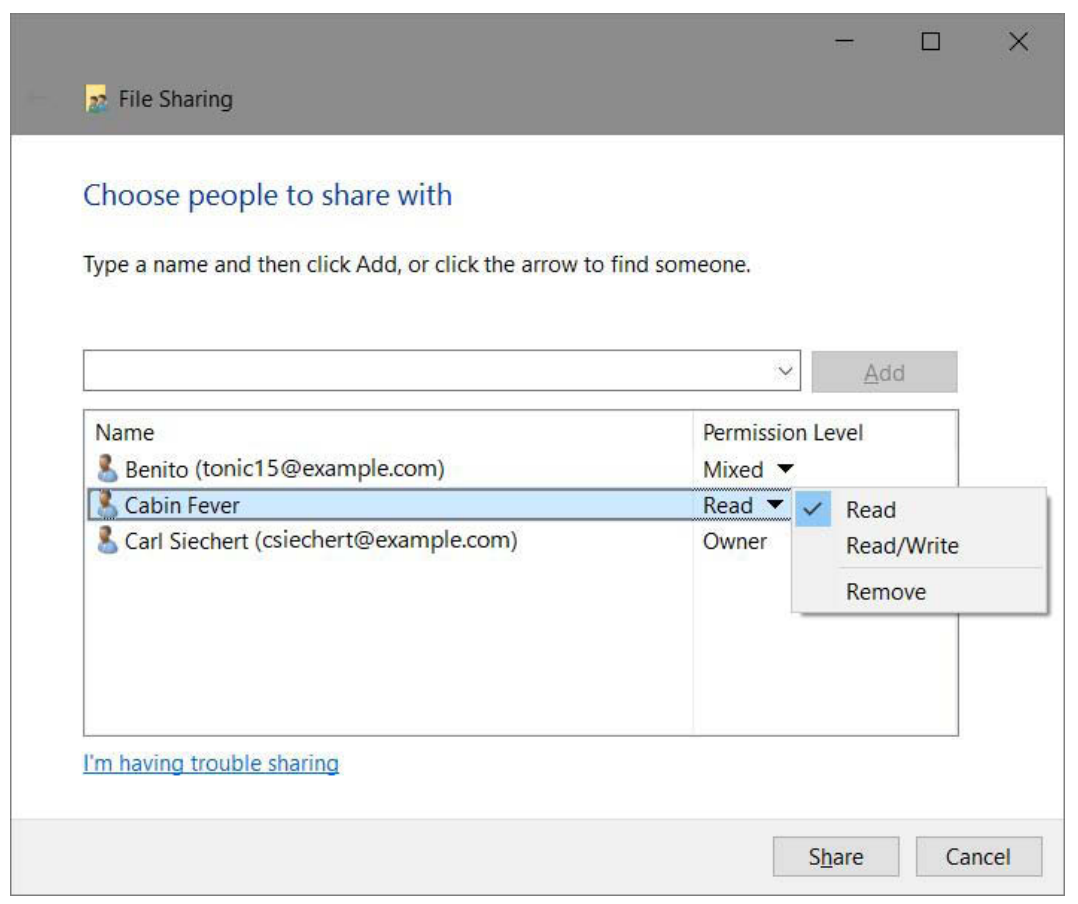 File Sharing
Choose people to share with
Type a name and then click Add, or click the arrow to find someone.
Add
Name Permission Level
Benito (tonic15@example.com) Mixed
Cabin Fever Read
Carl Siechert (csiechert@example.com) Owner
Read
Read/Write
Remove
I'm having trouble sharing
Share Cancel